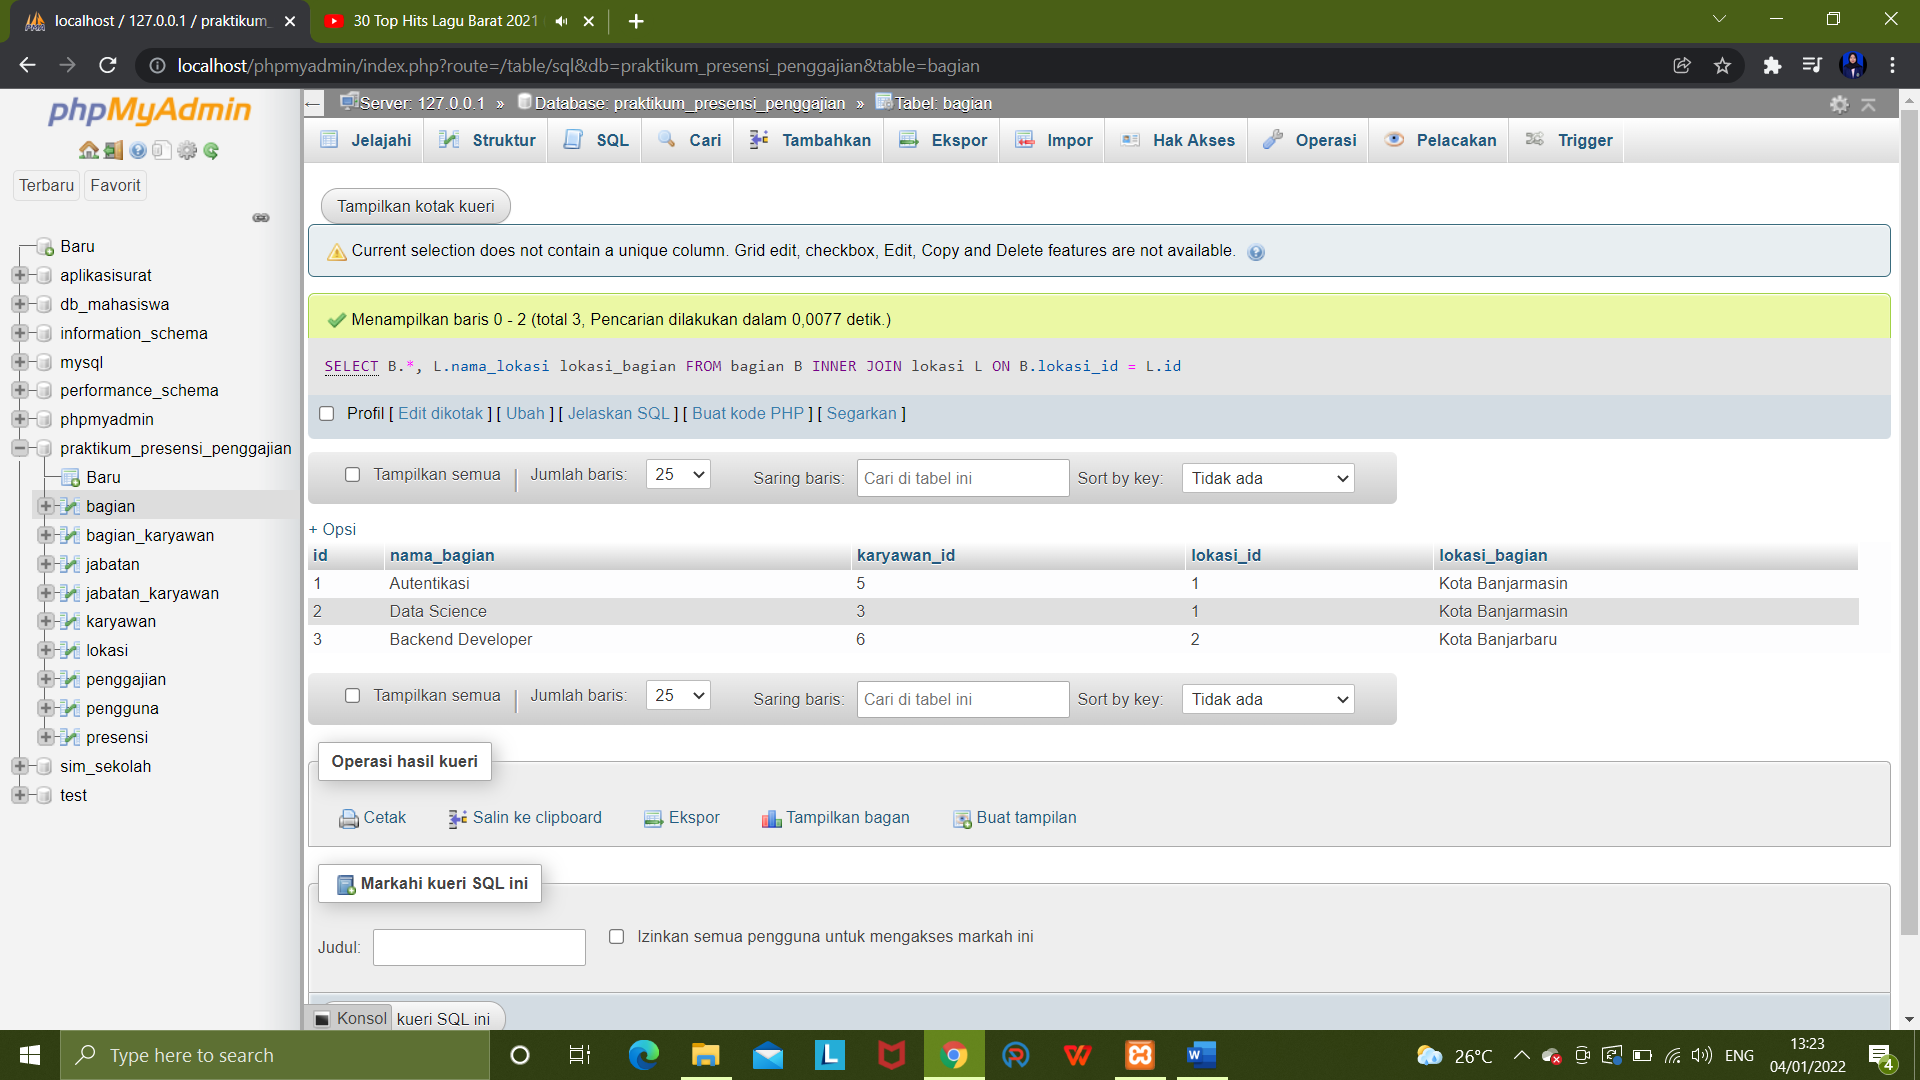 localhost / 127.0.0.1 / praktikum_
30 Top Hits Lagu Barat 2021
localhost/phpmyadmin/index.php?route=/table/sql&db=praktikum_presensi_penggajian&table=bagian
phpMyAdmin
Terbaru Favorit
Baru
aplikasisurat
db_mahasiswa
information_schema
mysql
performance_schema
phpmyadmin
praktikum_presensi_penggajian
Baru
bagian
bagian_karyawan
jabatan
jabatan_karyawan
karyawan
lokasi
penggajian
pengguna
presensi
sim_sekolah
test
Server: 127.0.0.1 » Database: praktikum_presensi_penggajian » Tabel: bagian
Jelajahi Struktur SQL Cari Tambahkan Ekspor Impor Hak Akses Operasi Pelacakan Trigger
Tampilkan kotak kueri
Current selection does not contain a unique column. Grid edit, checkbox, Edit, Copy and Delete features are not available.
Menampilkan baris 0 - 2 (total 3, Pencarian dilakukan dalam 0,0077 detik.)
SELECT B.*, L.nama_lokasi lokasi_bagian FROM bagian B INNER JOIN lokasi L ON B.lokasi_id = L.id
Profil [ Edit dikotak ] [ Ubah ] [ Jelaskan SQL ] [ Buat kode PHP ] [ Segarkan ]
Tampilkan semua | Jumlah baris: 25 Saring baris: Cari di tabel ini Sort by key: Tidak ada
+ Opsi
id nama_bagian karyawan_id lokasi_id lokasi_bagian
1 Autentikasi 5 1 Kota Banjarmasin
2 Data Science 3 1 Kota Banjarmasin
3 Backend Developer 6 2 Kota Banjarbaru
Tampilkan semua | Jumlah baris: 25 Saring baris: Cari di tabel ini Sort by key: Tidak ada
Operasi hasil kueri
Cetak Salin ke clipboard Ekspor Tampilkan bagan Buat tampilan
Markahi kueri SQL ini
Judul: Izinkan semua pengguna untuk mengakses markah ini
Konsol kueri SQL ini
Type here to search
26°C ENG
13:23
04/01/2022
4